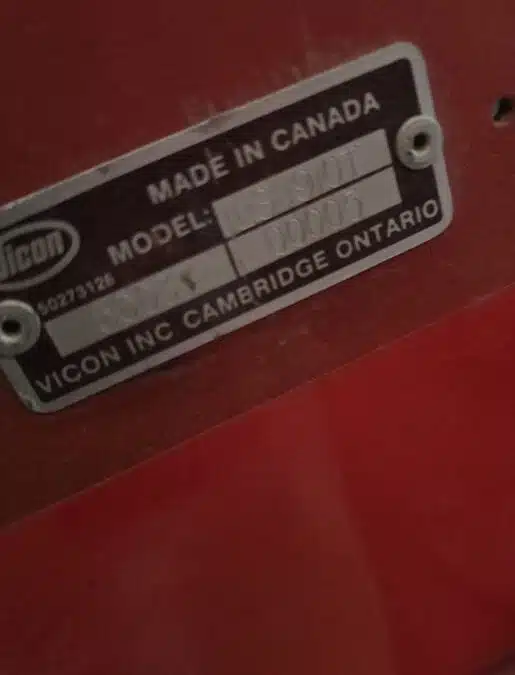 MADE IN CANADA
Vicon
MODEL:
50273126
VICON INC CAMBRIDGE ONTARIO